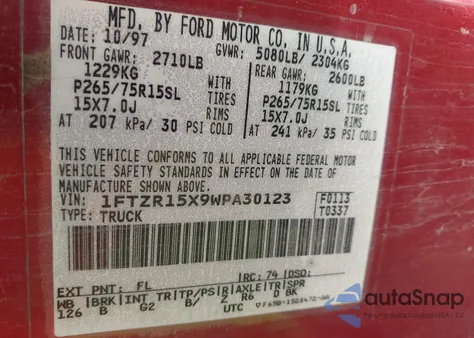 MFD. BY FORD MOTOR CO. IN U.S.A.
DATE: 10/97 GVWR: 5080LB/ 2304KG
FRONT GAWR: 2710LB REAR GAWR: 2600LB
1229KG WITH 1179KG WITH
P265/75R15SL TIRES P265/75R15SL TIRES
15X7.0J RIMS 15X7.0J RIMS
AT 207 kPa/ 30 PSI COLD AT 241 kPa/ 35 PSI COLD
THIS VEHICLE CONFORMS TO ALL APPLICABLE FEDERAL MOTOR
VEHICLE SAFETY STANDARDS IN EFFECT ON THE DATE OF
MANUFACTURE SHOWN ABOVE.
VIN: 1FTZR15X9WPA30123 F0113
TYPE: TRUCK T0337
EXT PNT: FL RC: 74 DSO:
WB BRK INT TR TP/PS R AXLE TR SPR
126 B G2 B/ Z R6 D BK
UTC
autoSnap